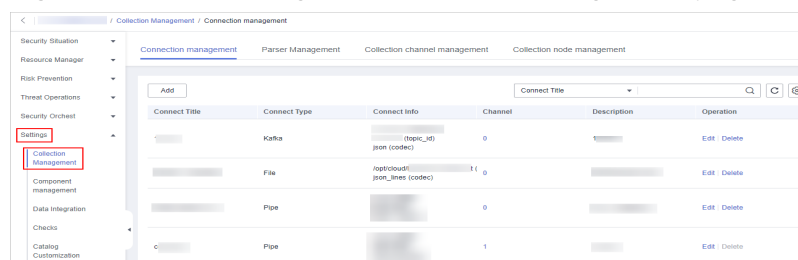 / Collection Management / Connection management
Security Situation
Resource Manager
Risk Prevention
Threat Operations
Security Orchest
Settings
Collection
Management
Component
management
Data Integration
Checks
Catalog
Customization
Connection management Parser Management Collection channel management Collection node management
Add Connect Title
Connect Title Connect Type Connect Info Channel Description Operation
Kafka (topic_id) 0 Edit Delete
json (codec)
File /opt/cloud/ t ( 0 Edit Delete
json_lines (codec)
Pipe 0 Edit Delete
Pipe 1 Edit Delete